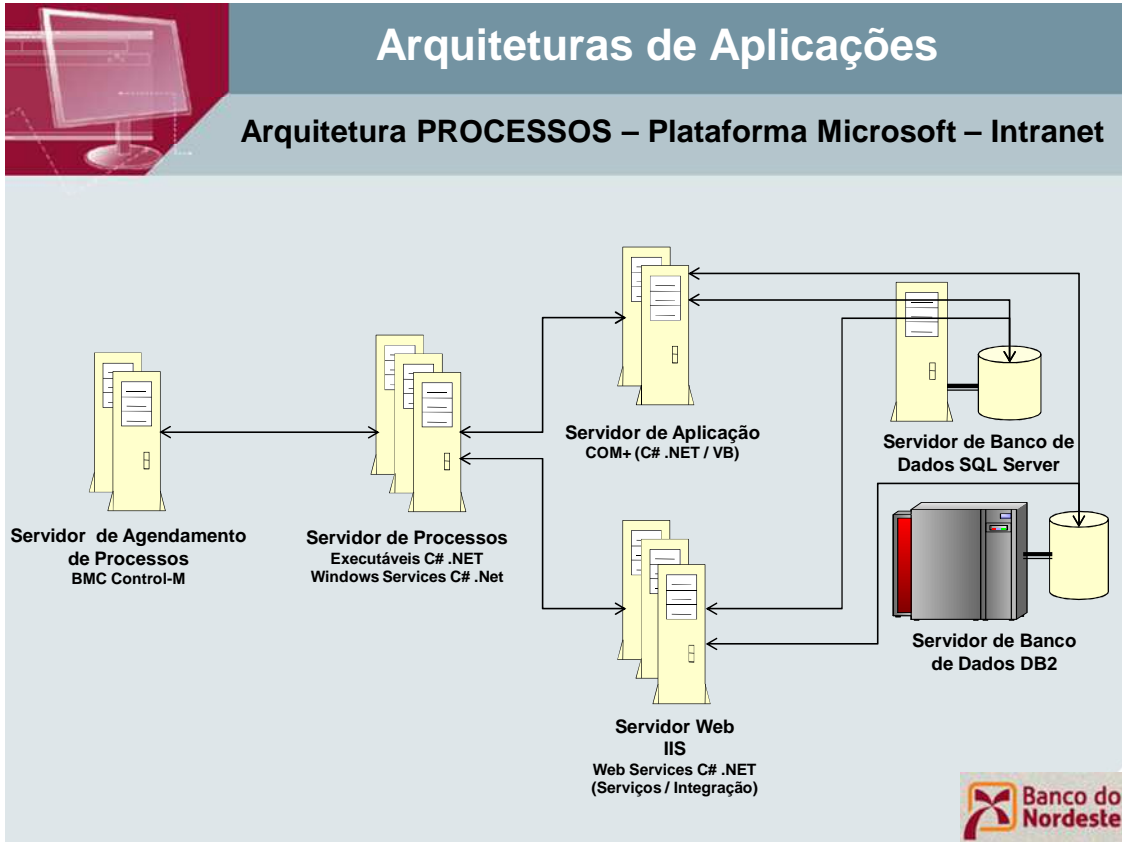 Arquiteturas de Aplicações
Arquitetura PROCESSOS – Plataforma Microsoft – Intranet
Servidor de Agendamento
de Processos
BMC Control-M
Servidor de Processos
Executáveis C# .NET
Windows Services C# .Net
Servidor de Aplicação
COM+ (C# .NET / VB)
Servidor de Banco de
Dados SQL Server
Servidor de Banco
de Dados DB2
Servidor Web
IIS
Web Services C# .NET
(Serviços / Integração)
Banco do
Nordeste